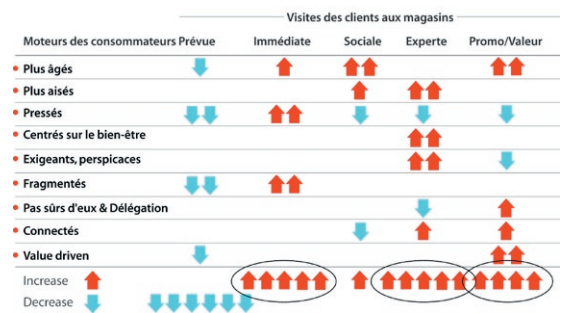 Visites des clients aux magasins
Moteurs des consommateurs Prévue Immédiate Sociale Experte Promo/Valeur
• Plus âgés
• Plus aisés
• Pressés
• Centrés sur le bien-être
• Exigeants, perspicaces
• Fragmentés
• Pas sûrs d'eux & Délégation
• Connectés
• Value driven
Increase
Decrease